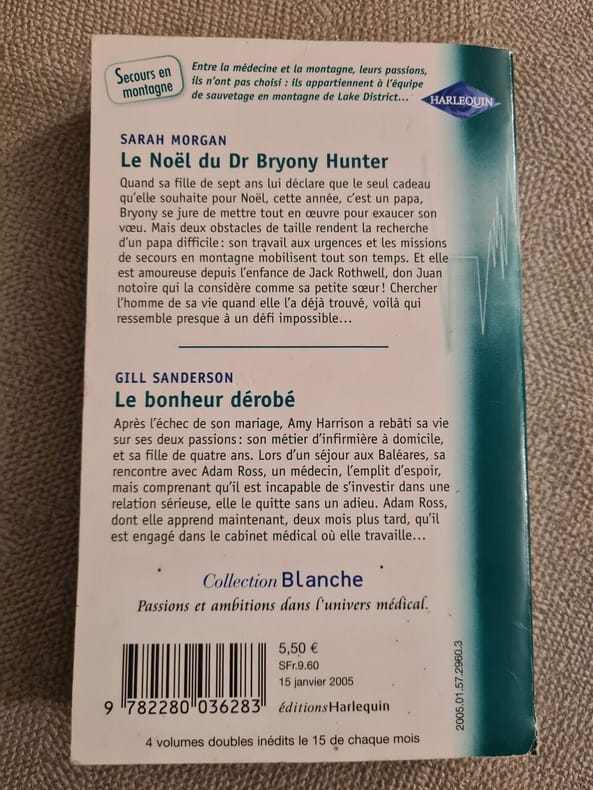 Secours en
montagne
Entre la médecine et la montagne, leurs passions,
ils n'ont pas choisi : ils appartiennent à l'équipe
de sauvetage en montagne de Lake District...
HARLEQUIN
SARAH MORGAN
Le Noël du Dr Bryony Hunter
Quand sa fille de sept ans lui déclare que le seul cadeau
qu'elle souhaite pour Noël, cette année, c'est un papa,
Bryony se jure de mettre tout en œuvre pour exaucer son
vœu. Mais deux obstacles de taille rendent la recherche
d'un papa difficile : son travail aux urgences et les missions
de secours en montagne mobilisent tout son temps. Et elle
est amoureuse depuis l'enfance de Jack Rothwell, don Juan
notoire qui la considère comme sa petite sœur ! Chercher
l'homme de sa vie quand elle l'a déjà trouvé, voilà qui
ressemble presque à un défi impossible...
GILL SANDERSON
Le bonheur dérobé
Après l'échec de son mariage, Amy Harrison a rebâti sa vie
sur ses deux passions : son métier d'infirmière à domicile,
et sa fille de quatre ans. Lors d'un séjour aux Baléares, sa
rencontre avec Adam Ross, un médecin, l'emplit d'espoir,
mais comprenant qu'il est incapable de s'investir dans une
relation sérieuse, elle le quitte sans un adieu. Adam Ross,
dont elle apprend maintenant, deux mois plus tard, qu'il
est engagé dans le cabinet médical où elle travaille...
Collection Blanche
Passions et ambitions dans l'univers médical.
5,50 €
SFr.9.60
15 janvier 2005
éditionsHarlequin
9 782280 036283
2005.01.57.2960.3
4 volumes doubles inédits le 15 de chaque mois